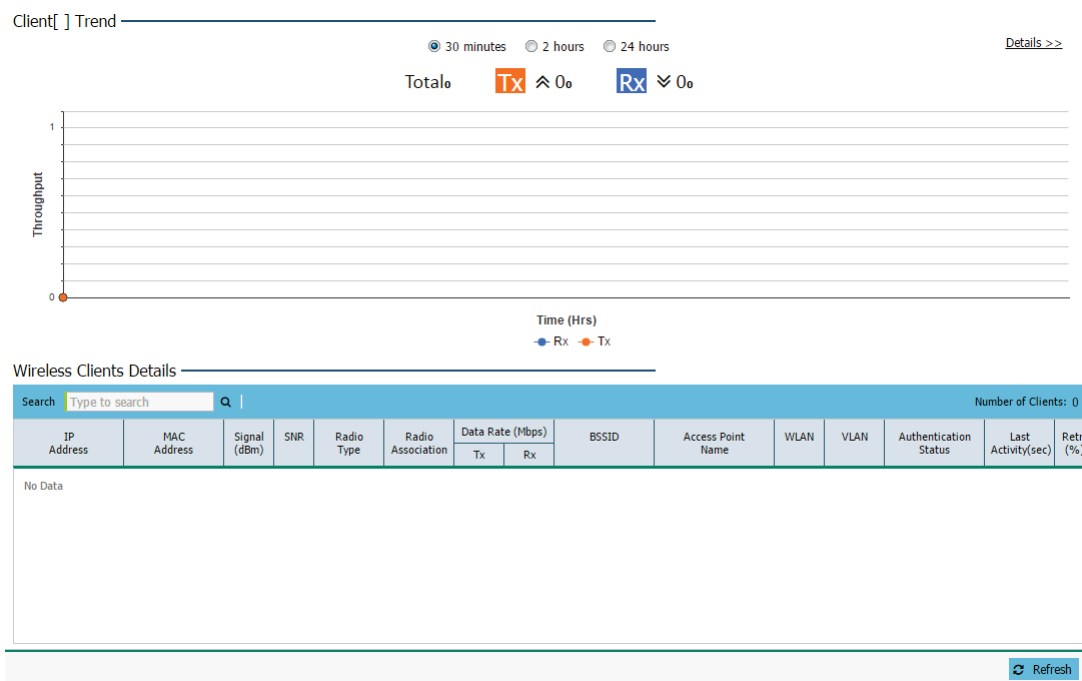 Client[ ] Trend
30 minutes 2 hours 24 hours
Details >>
Total0 Tx 00 Rx 00
1
Throughput
0
Time (Hrs)
Rx Tx
Wireless Clients Details
Search Type to search
Number of Clients: 0
IP Address
MAC Address
Signal (dBm)
SNR
Radio Type
Radio Association
Data Rate (Mbps)
Tx Rx
BSSID
Access Point Name
WLAN
VLAN
Authentication Status
Last Activity(sec)
Retr (%)
No Data
Refresh